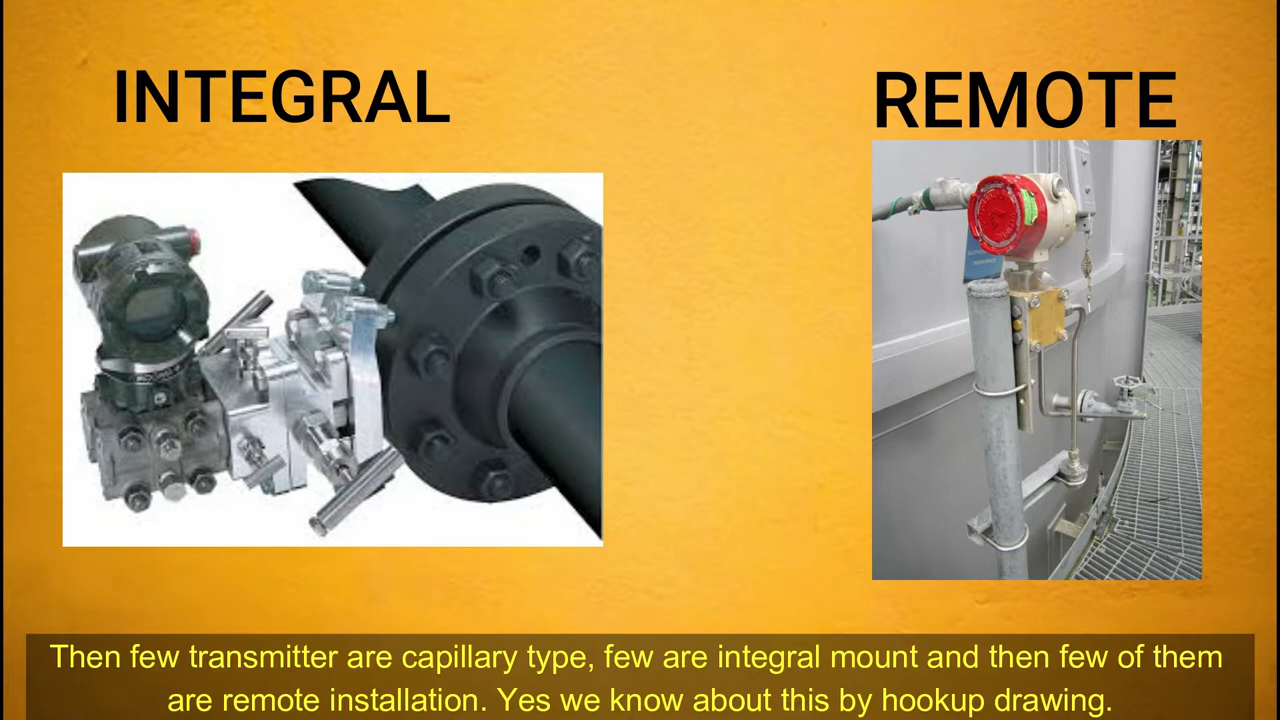 INTEGRAL
REMOTE
Then few transmitter are capillary type, few are integral mount and then few of them
are remote installation. Yes we know about this by hookup drawing.